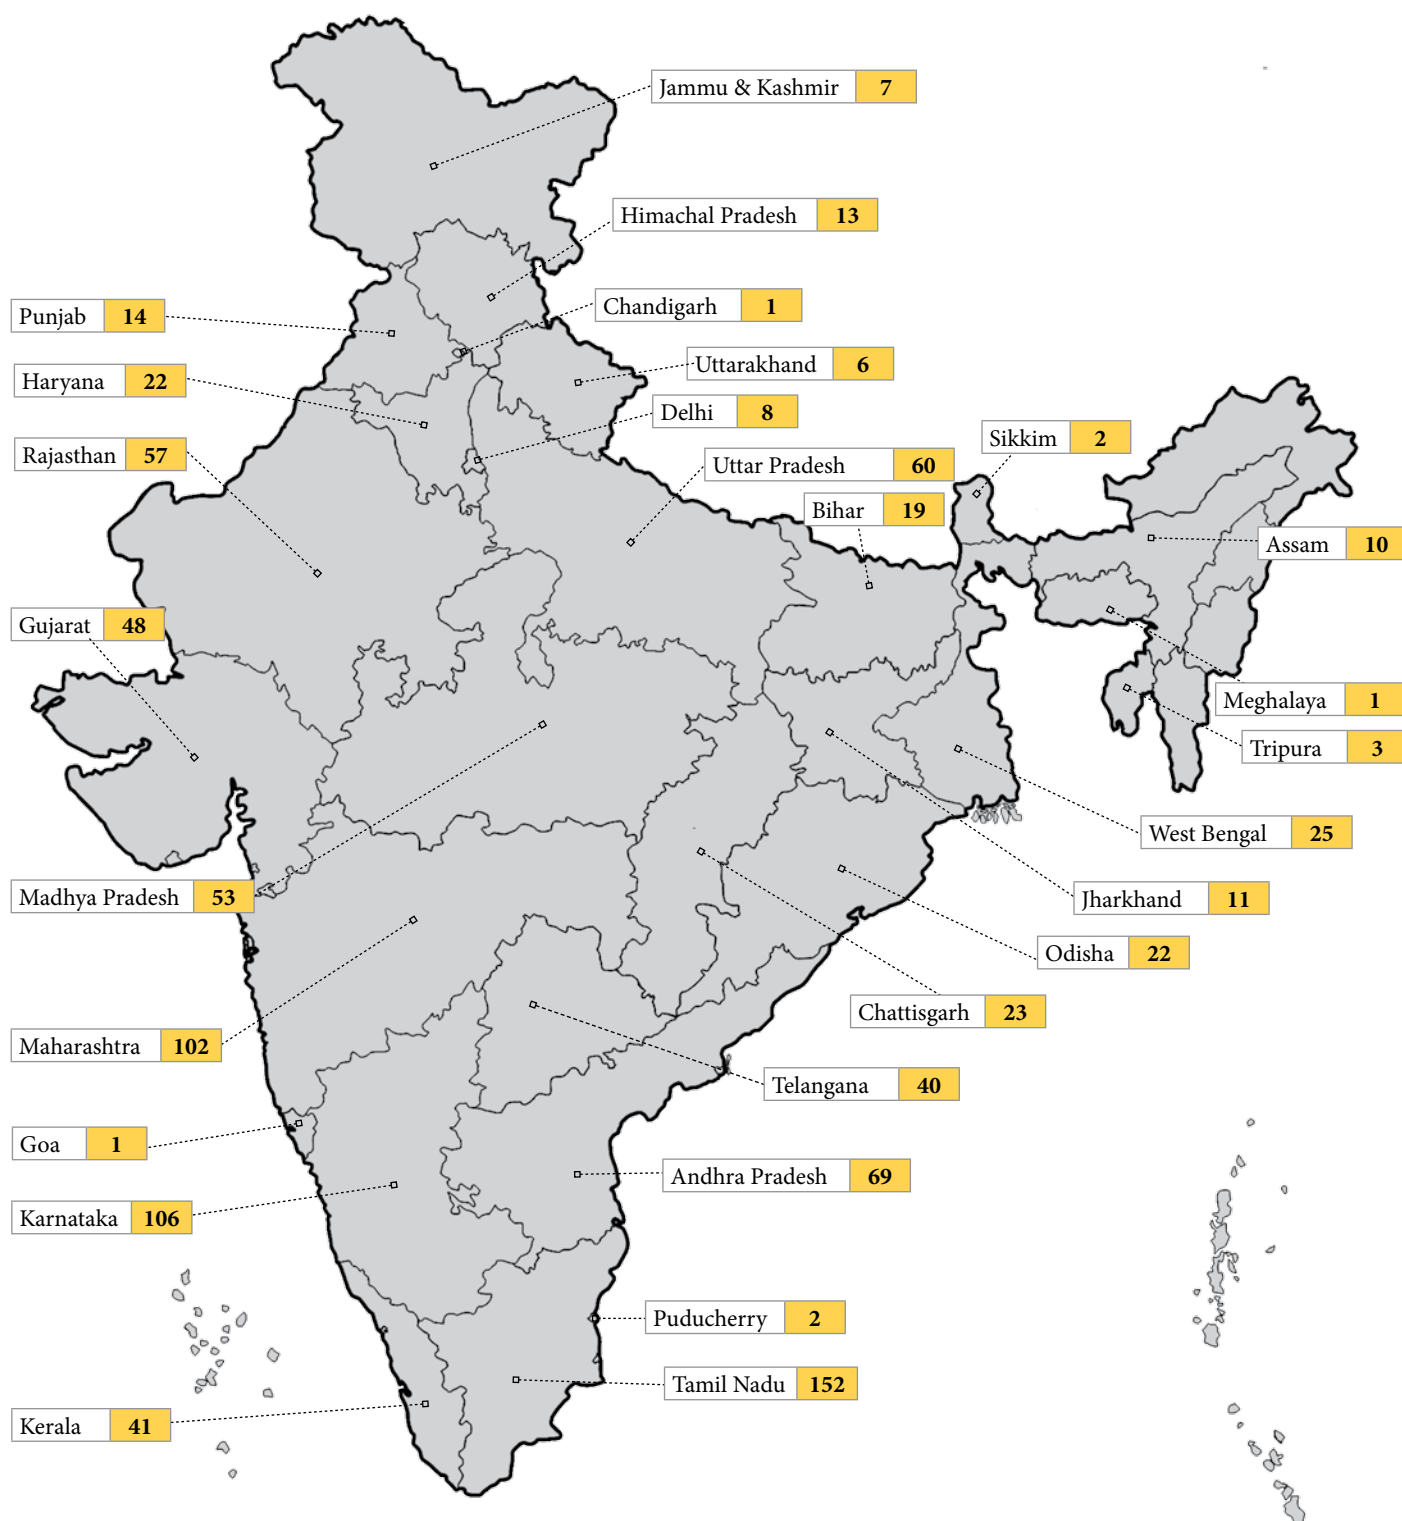 Jammu & Kashmir 7
Himachal Pradesh 13
Chandigarh 1
Punjab 14
Uttarakhand 6
Haryana 22
Delhi 8
Sikkim 2
Rajasthan 57
Uttar Pradesh 60
Bihar 19
Assam 10
Gujarat 48
Meghalaya 1
Tripura 3
West Bengal 25
Madhya Pradesh 53
Jharkhand 11
Odisha 22
Chattisgarh 23
Maharashtra 102
Telangana 40
Goa 1
Andhra Pradesh 69
Karnataka 106
Puducherry 2
Tamil Nadu 152
Kerala 41